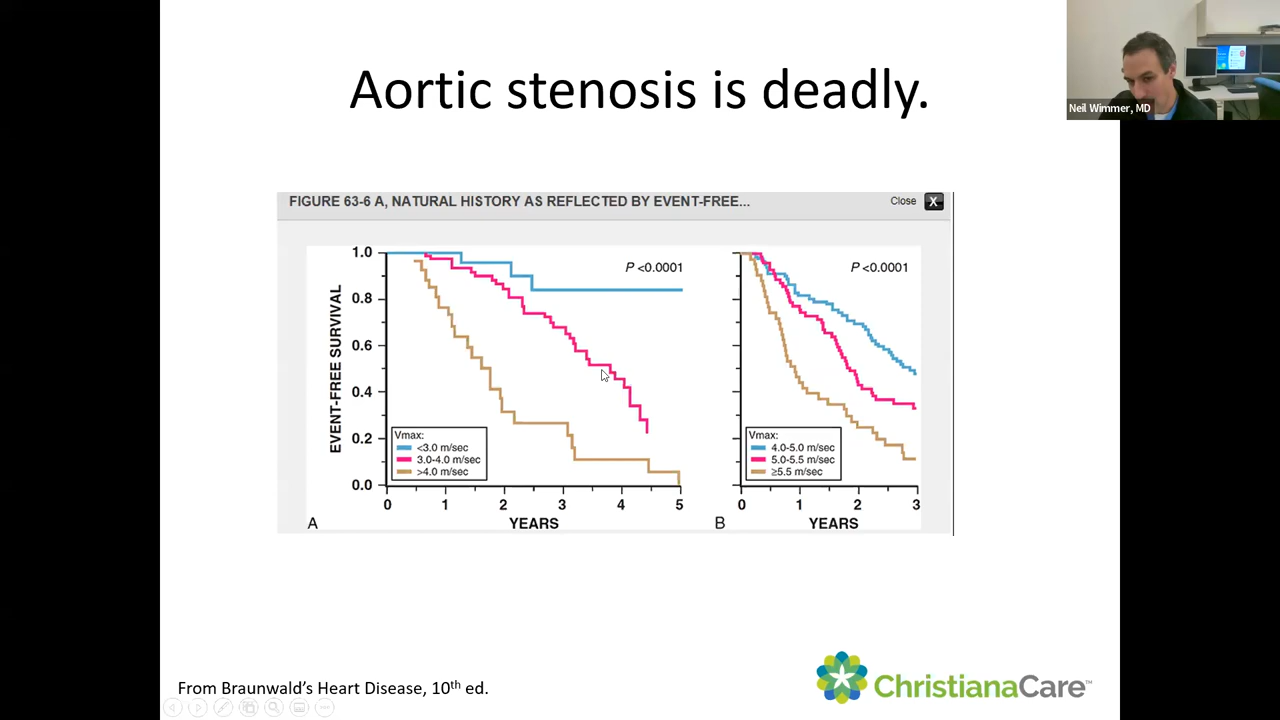 Aortic stenosis is deadly.
Neil Wimmer, MD
FIGURE 63-6 A, NATURAL HISTORY AS REFLECTED BY EVENT-FREE...
Close X
EVENT-FREE SURVIVAL
1.0
0.8
0.6
0.4
0.2
0.0
P <0.0001
Vmax:
<3.0 m/sec
3.0-4.0 m/sec
>4.0 m/sec
0 1 2 3 4 5
A YEARS
P <0.0001
Vmax:
4.0-5.0 m/sec
5.0-5.5 m/sec
≥5.5 m/sec
0 1 2 3
B YEARS
From Braunwald's Heart Disease, 10th ed.
ChristianaCare™